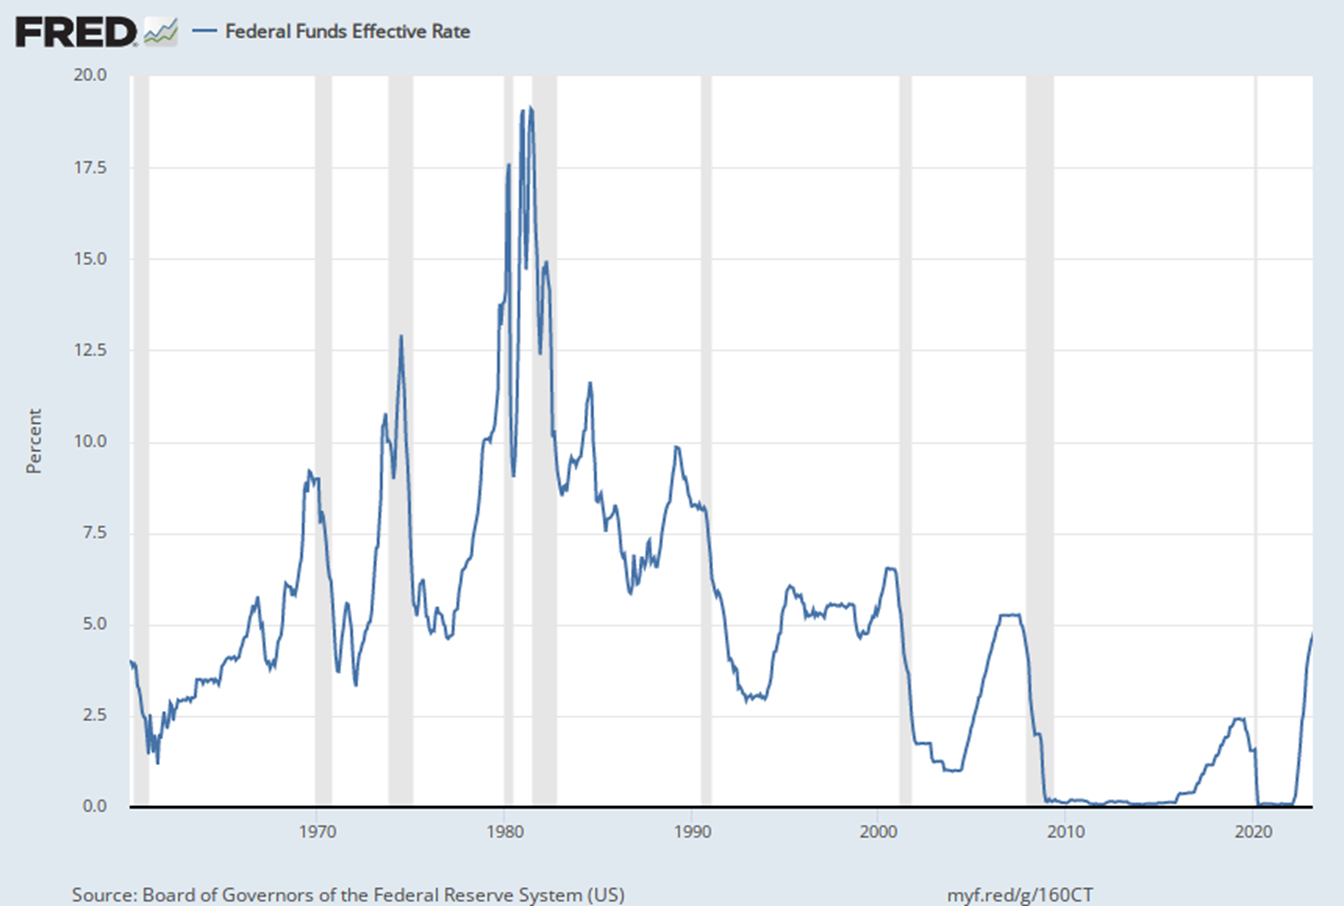 FRED Federal Funds Effective Rate
20.0
17.5
15.0
12.5
10.0
7.5
5.0
2.5
0.0
Percent
1970 1980 1990 2000 2010 2020
Source: Board of Governors of the Federal Reserve System (US) myf.red/g/160CT